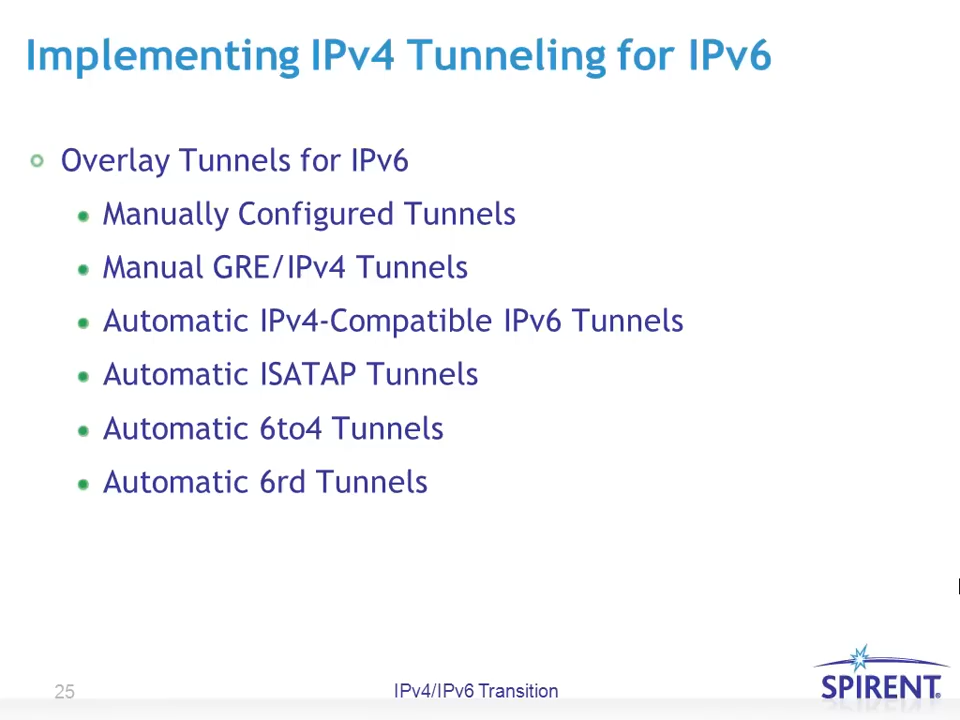 Implementing IPv4 Tunneling for IPv6
Overlay Tunnels for IPv6
Manually Configured Tunnels
Manual GRE/IPv4 Tunnels
Automatic IPv4-Compatible IPv6 Tunnels
Automatic ISATAP Tunnels
Automatic 6to4 Tunnels
Automatic 6rd Tunnels
25
IPv4/IPv6 Transition
SPIRENT®